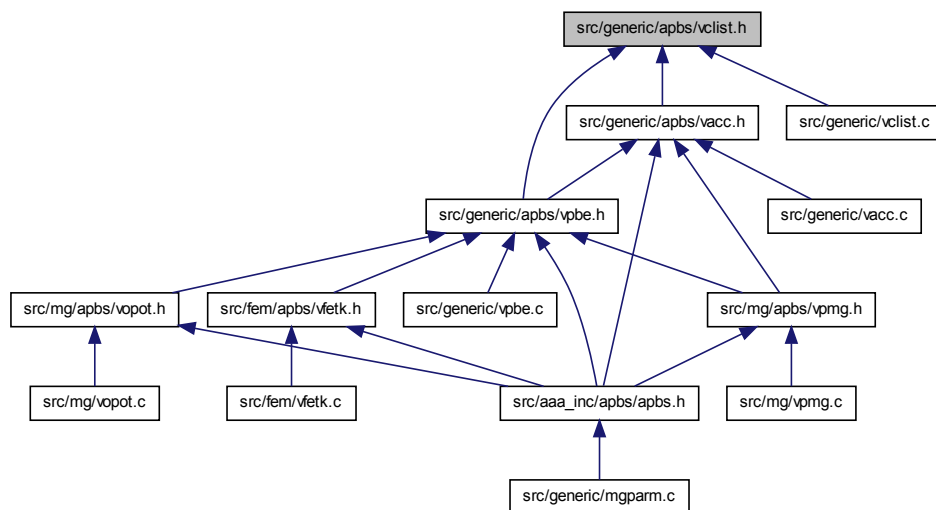 src/generic/apbs/vclist.h
src/generic/apbs/vacc.h
src/generic/vclist.c
src/generic/apbs/vpbe.h
src/generic/vacc.c
src/mg/apbs/vopot.h
src/fem/apbs/vfetk.h
src/generic/vpbe.c
src/mg/apbs/vpmg.h
src/mg/vopot.c
src/fem/vfetk.c
src/aaa_inc/apbs/apbs.h
src/mg/vpmg.c
src/generic/mgparm.c